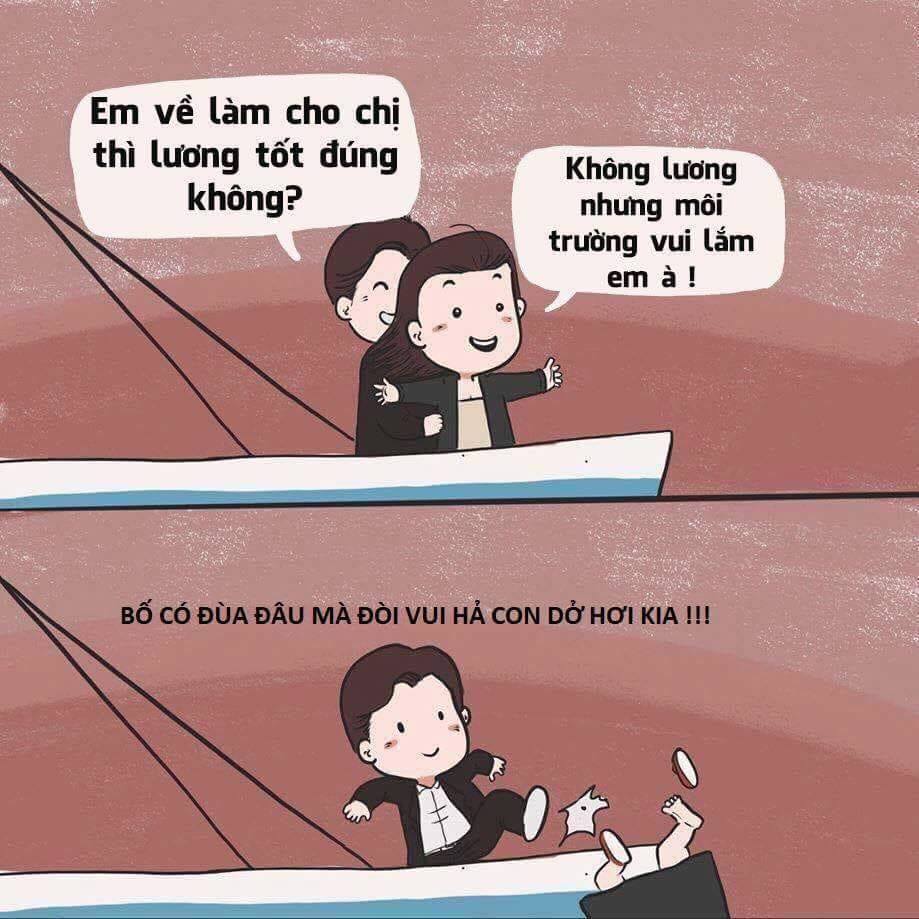 Em về làm cho chị
thì lương tốt đúng
không?
Không lương
nhưng môi
trường vui lắm
em à !
BỐ CÓ ĐÙA ĐÂU MÀ ĐÒI VUI HẢ CON DỞ HƠI KIA !!!